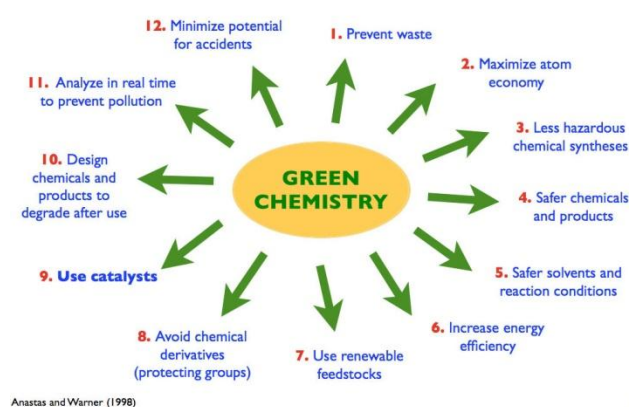 GREEN
CHEMISTRY
1. Prevent waste
2. Maximize atom
economy
3. Less hazardous
chemical syntheses
4. Safer chemicals
and products
5. Safer solvents and
reaction conditions
6. Increase energy
efficiency
7. Use renewable
feedstocks
8. Avoid chemical
derivatives
(protecting groups)
9. Use catalysts
10. Design
chemicals and
products to
degrade after use
11. Analyze in real time
to prevent pollution
12. Minimize potential
for accidents
Anastas and Warner (1998)